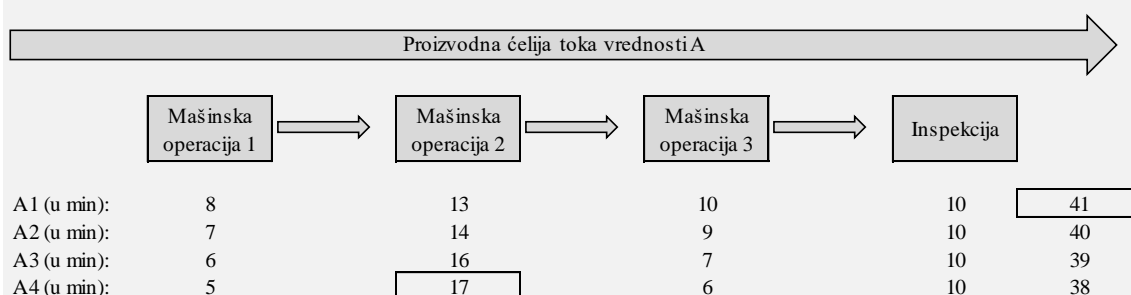 Proizvodna ćelija toka vrednosti A
Mašinska operacija 1
Mašinska operacija 2
Mašinska operacija 3
Inspekcija
A1 (u min): 8 13 10 10 41
A2 (u min): 7 14 9 10 40
A3 (u min): 6 16 7 10 39
A4 (u min): 5 17 6 10 38